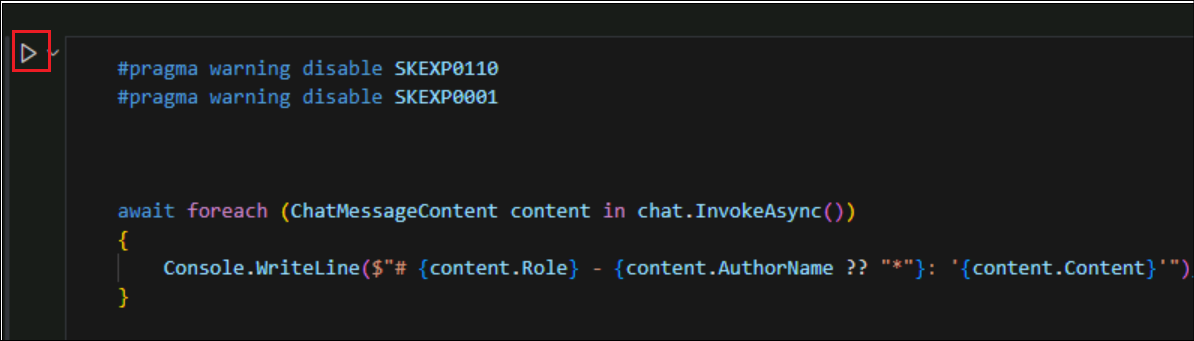 #pragma warning disable SKEXP0110
#pragma warning disable SKEXP0001
await foreach (ChatMessageContent content in chat.InvokeAsync())
{
Console.WriteLine($"# {content.Role} - {content.AuthorName ?? "*"}: '{content.Content}'")
}